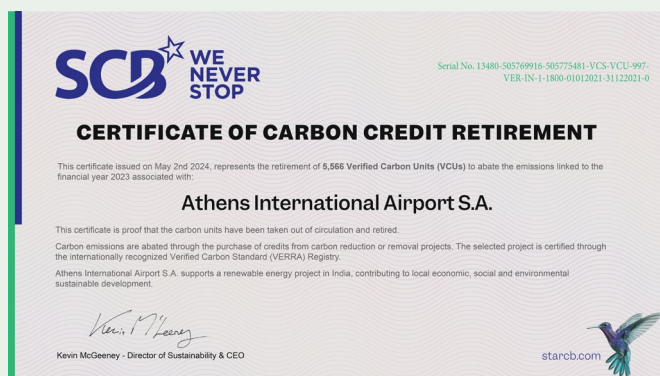 SCB WE
NEVER
STOP
Serial No. 13480-505769916-505775481-VCS-VCU-997-
VER-IN-1-1800-01012021-31122021-0
CERTIFICATE OF CARBON CREDIT RETIREMENT
This certificate issued on May 2nd 2024, represents the retirement of 5,566 Verified Carbon Units (VCUs) to abate the emissions linked to the
financial year 2023 associated with:
Athens International Airport S.A.
This certificate is proof that the carbon units have been taken out of circulation and retired.
Carbon emissions are abated through the purchase of credits from carbon reduction or removal projects. The selected project is certified through
the internationally recognized Verified Carbon Standard (VERRA) Registry.
Athens International Airport S.A. supports a renewable energy project in India, contributing to local economic, social and environmental
sustainable development.
Kevin McGeeney
Kevin McGeeney - Director of Sustainability & CEO
starcb.com